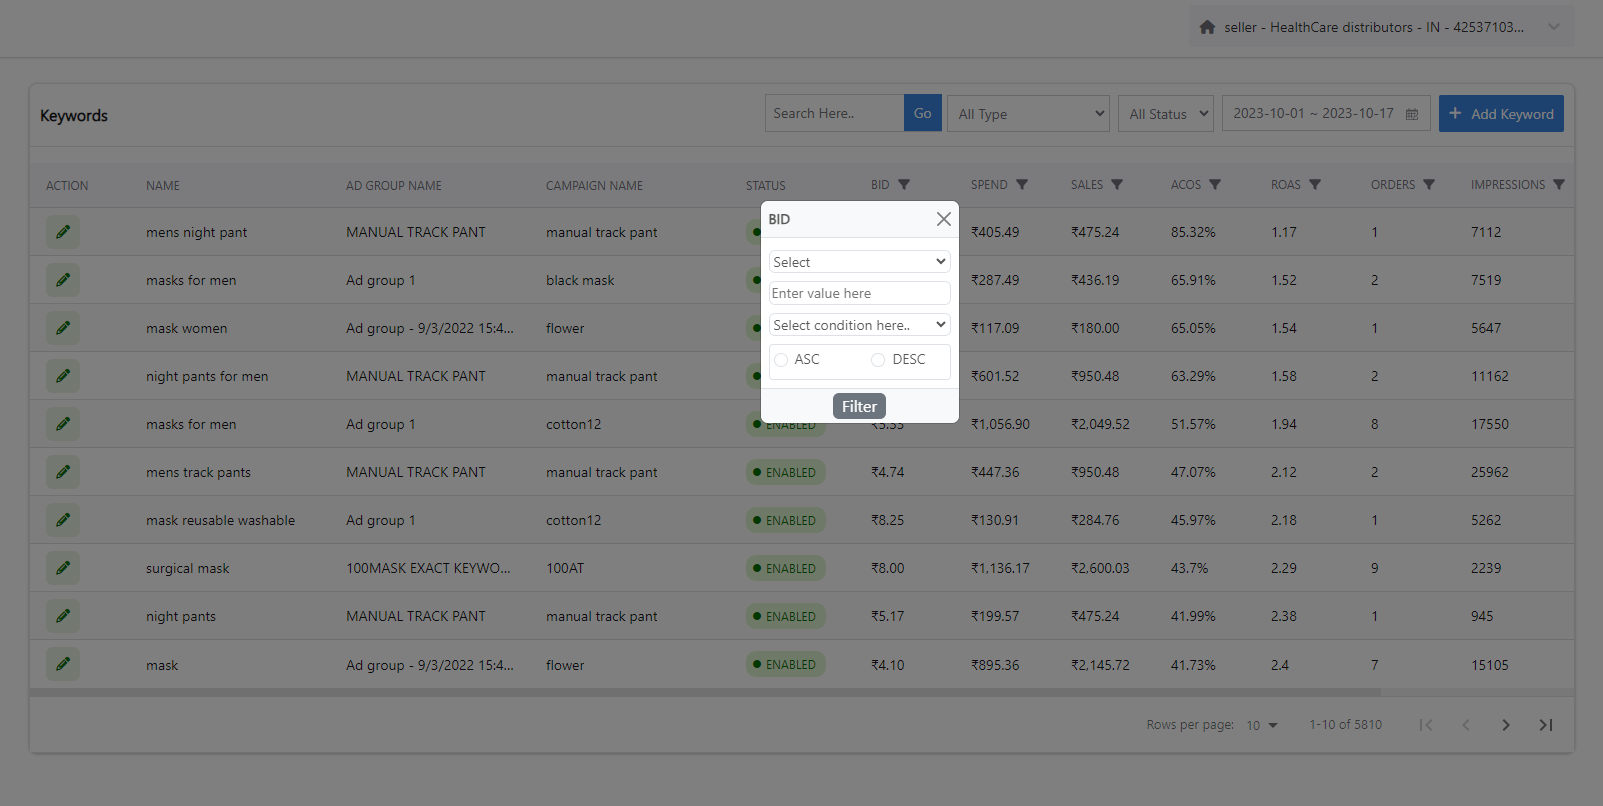 seller - HealthCare distributors - IN - 42537103...
Keywords
Search Here.. Go All Type All Status 2023-10-01 ~ 2023-10-17 + Add Keyword
ACTION NAME AD GROUP NAME CAMPAIGN NAME STATUS BID SPEND SALES ACOS ROAS ORDERS IMPRESSIONS
mens night pant MANUAL TRACK PANT manual track pant ₹405.49 ₹475.24 85.32% 1.17 1 7112
masks for men Ad group 1 black mask ₹287.49 ₹436.19 65.91% 1.52 2 7519
mask women Ad group - 9/3/2022 15:4... flower ₹117.09 ₹180.00 65.05% 1.54 1 5647
night pants for men MANUAL TRACK PANT manual track pant ₹601.52 ₹950.48 63.29% 1.58 2 11162
masks for men Ad group 1 cotton12 ENABLED ₹5.35 ₹1,056.90 ₹2,049.52 51.57% 1.94 8 17550
mens track pants MANUAL TRACK PANT manual track pant ENABLED ₹4.74 ₹447.36 ₹950.48 47.07% 2.12 2 25962
mask reusable washable Ad group 1 cotton12 ENABLED ₹8.25 ₹130.91 ₹284.76 45.97% 2.18 1 5262
surgical mask 100MASK EXACT KEYWO... 100AT ENABLED ₹8.00 ₹1,136.17 ₹2,600.03 43.7% 2.29 9 2239
night pants MANUAL TRACK PANT manual track pant ENABLED ₹5.17 ₹199.57 ₹475.24 41.99% 2.38 1 945
mask Ad group - 9/3/2022 15:4... flower ENABLED ₹4.10 ₹895.36 ₹2,145.72 41.73% 2.4 7 15105
Rows per page: 10 1-10 of 5810
BID
Select
Enter value here
Select condition here..
ASC DESC
Filter